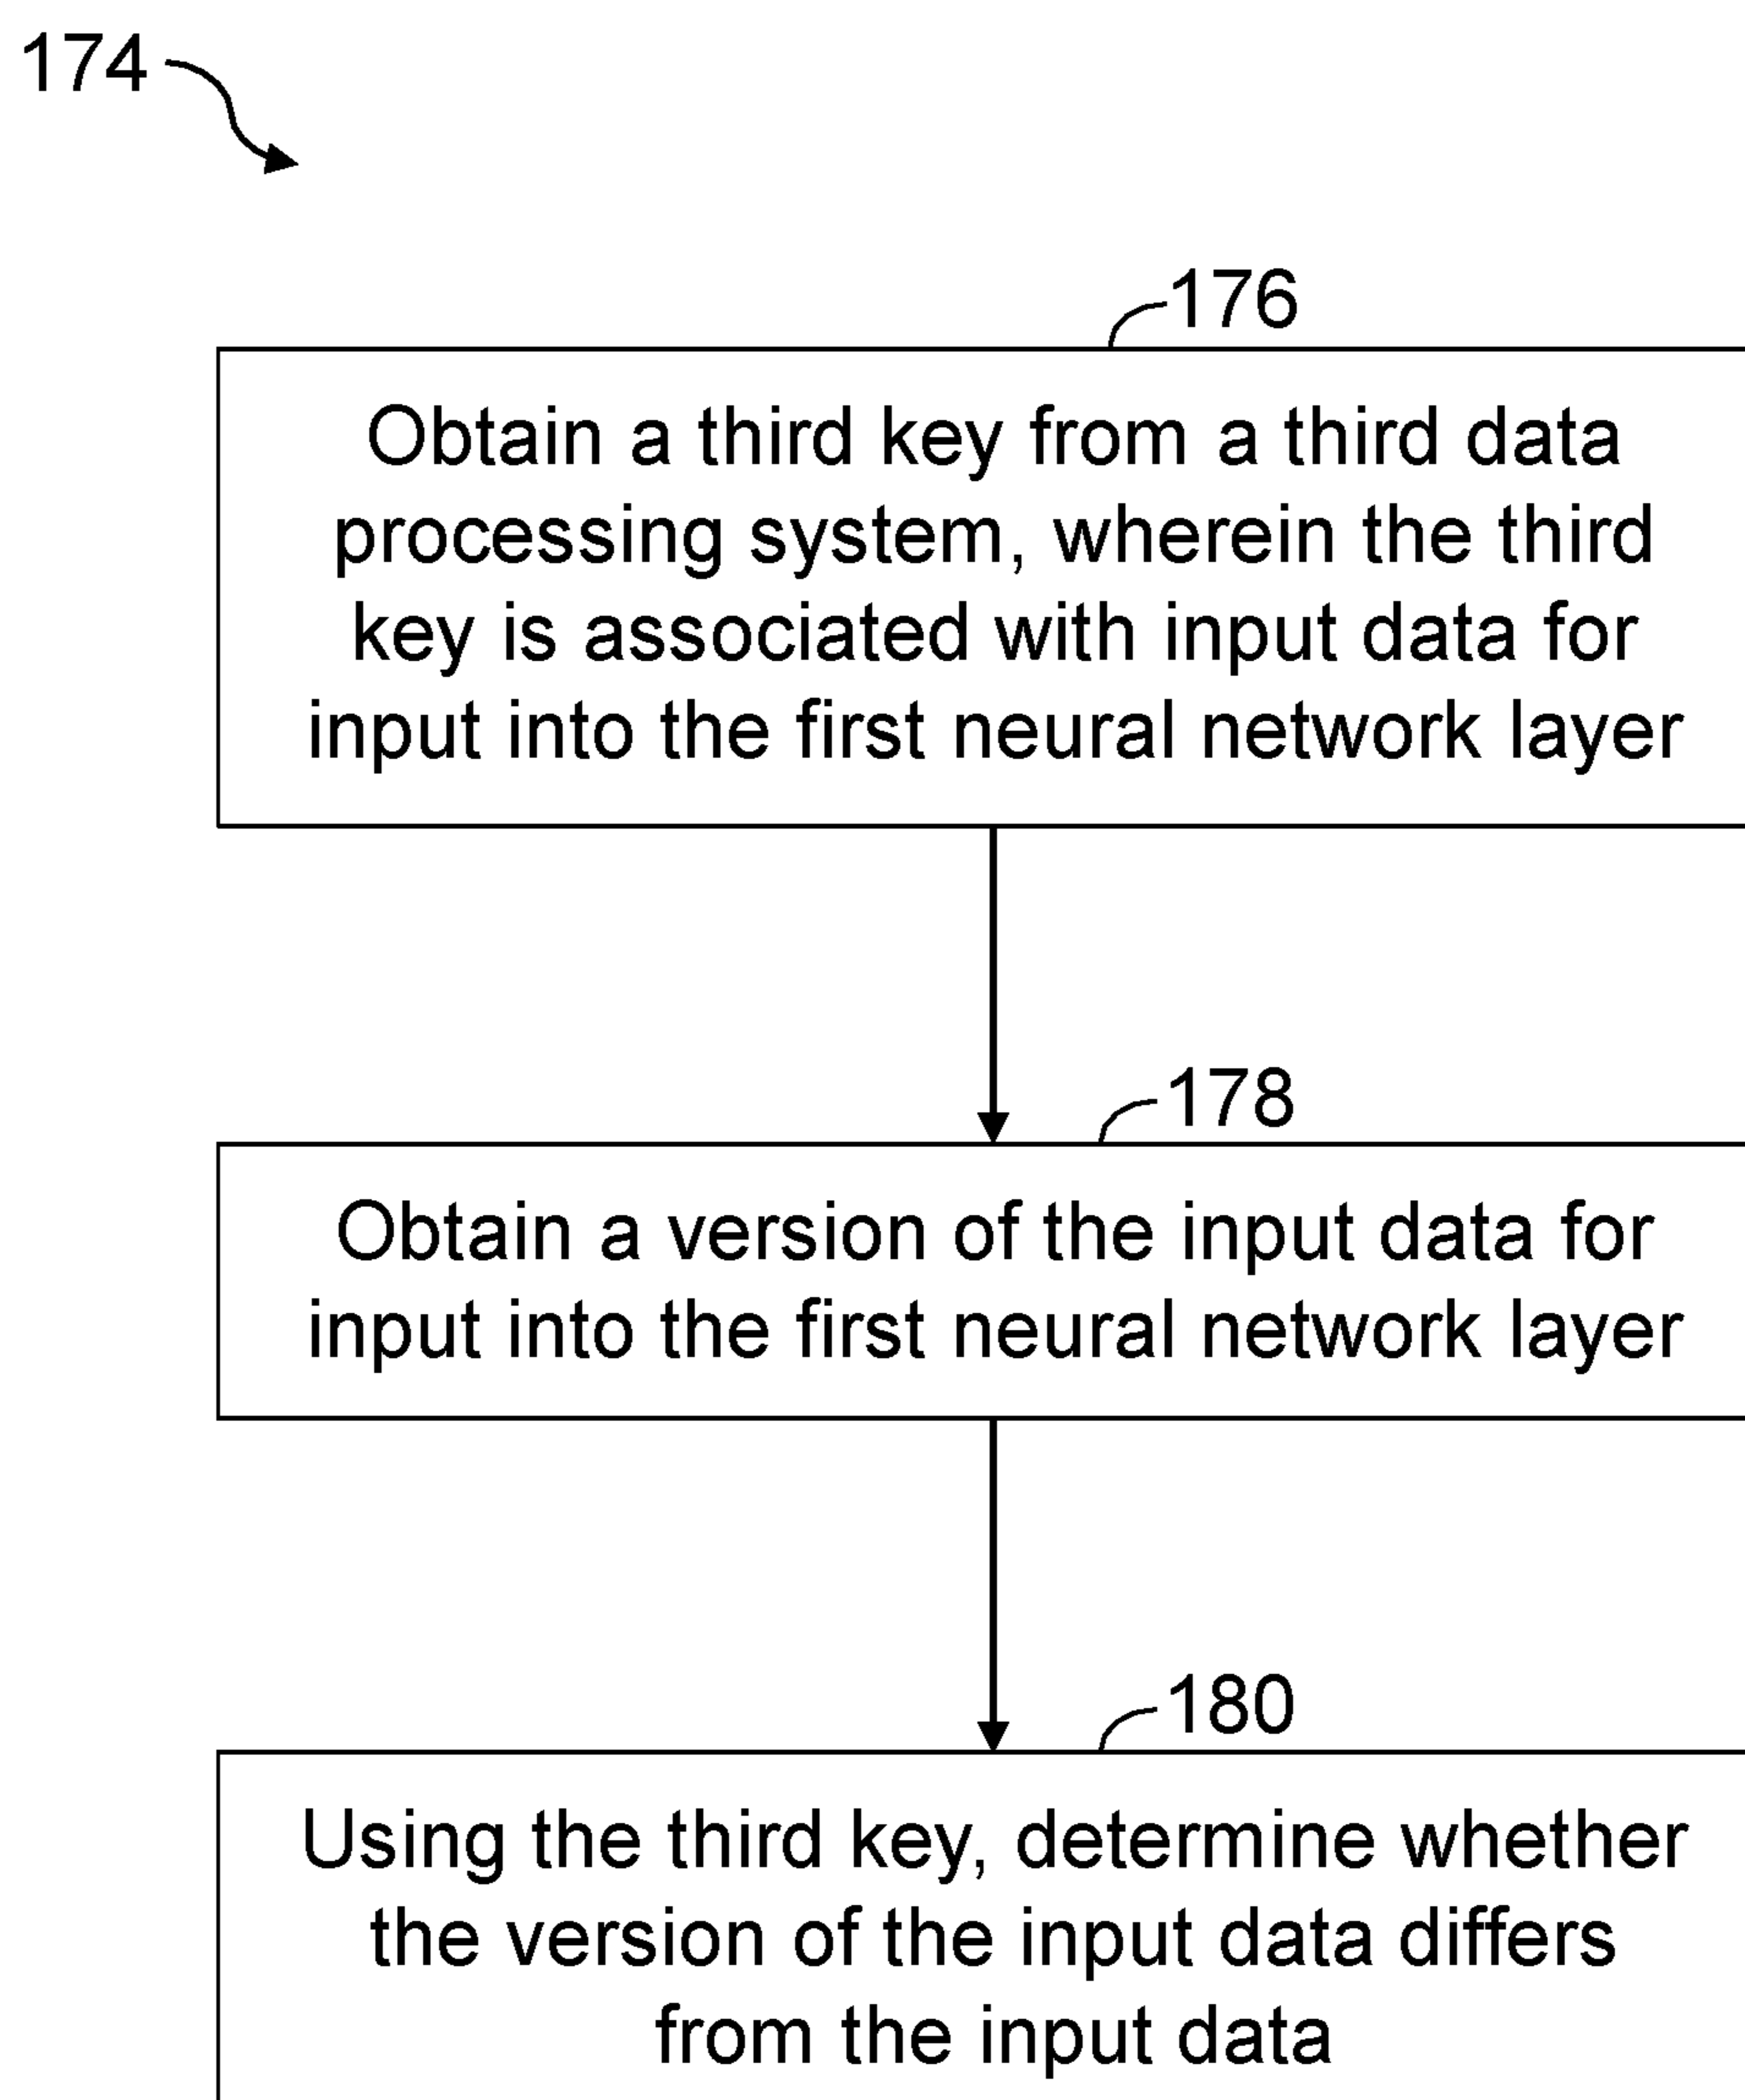 174
176
Obtain a third key from a third data
processing system, wherein the third
key is associated with input data for
input into the first neural network layer
178
Obtain a version of the input data for
input into the first neural network layer
180
Using the third key, determine whether
the version of the input data differs
from the input data